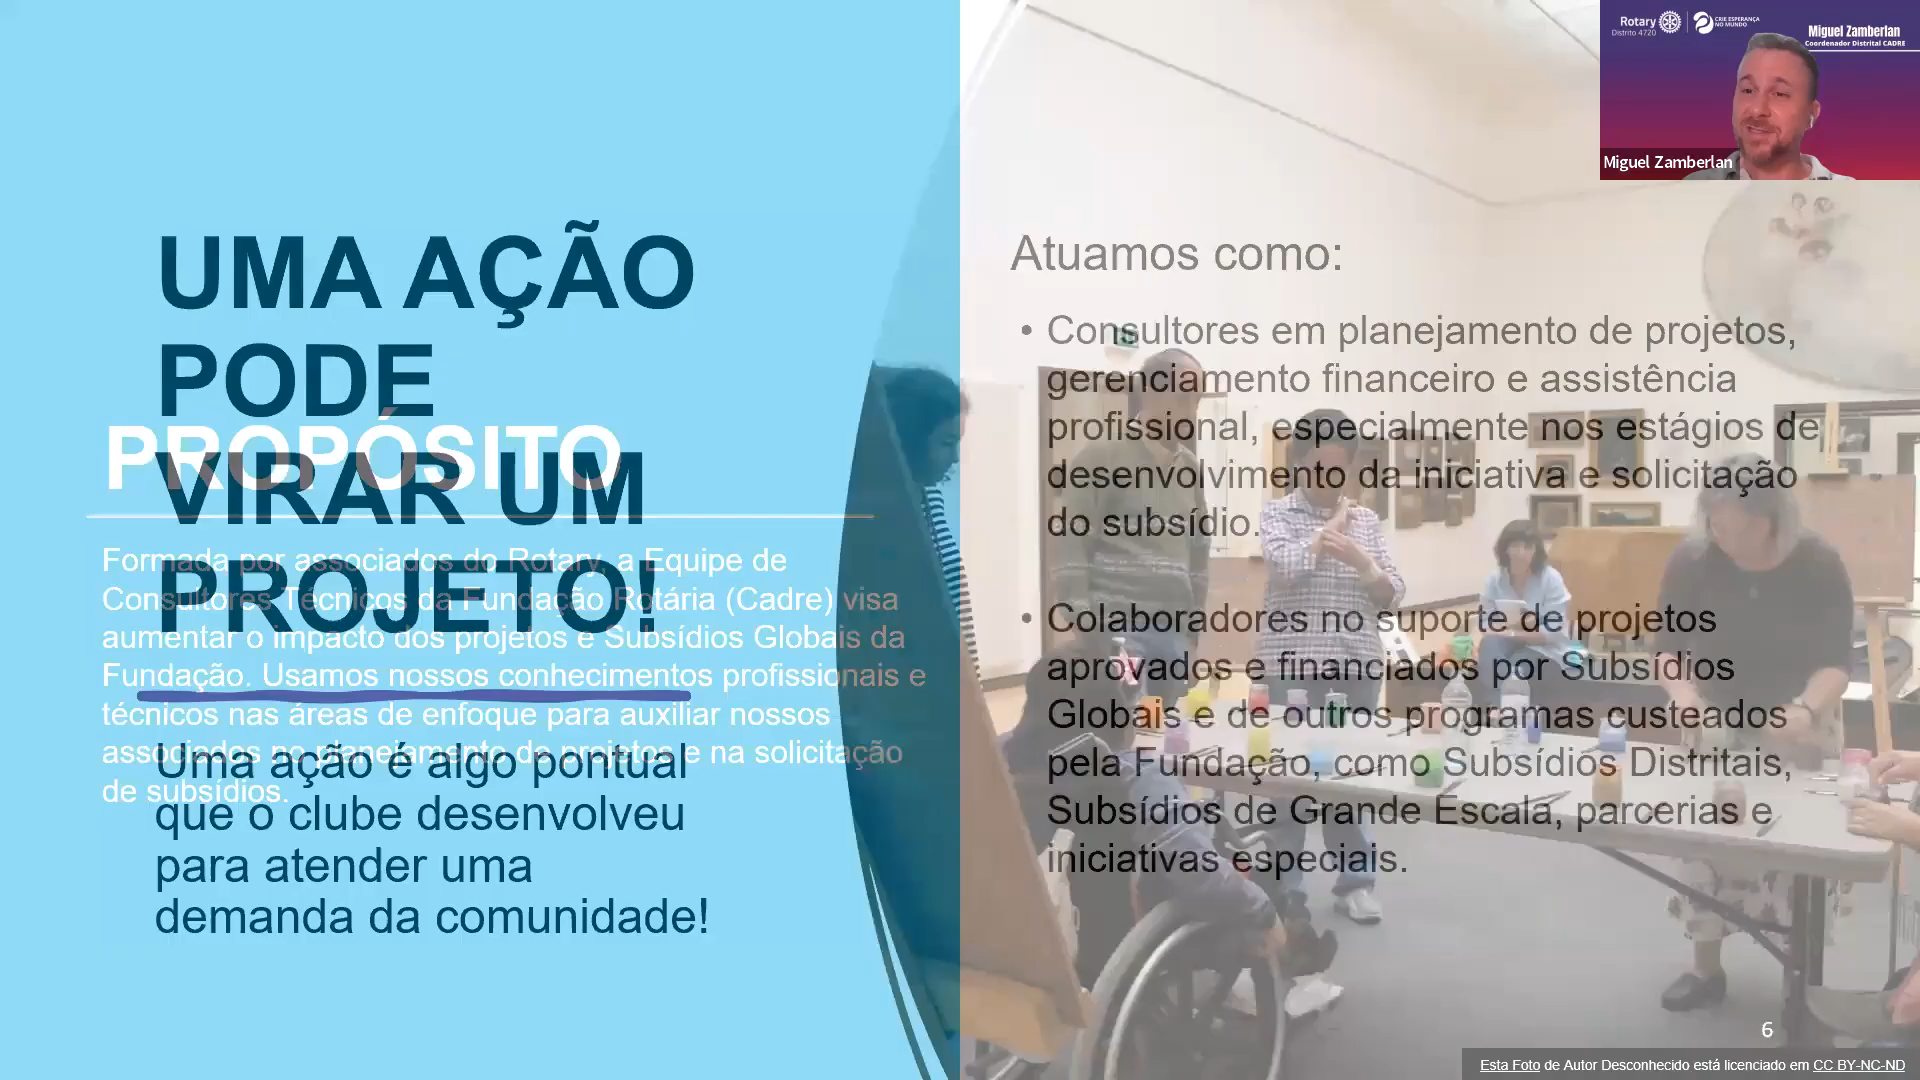 Rotary
Distrito 4720
CRIE ESPERANÇA
NO MUNDO
Miguel Zamberlan
Coordenador Distrital CADRE
Miguel Zamberlan
UMA AÇÃO
PODE
VIRAR UM
PROJETO!
Uma ação é algo pontual
que o clube desenvolveu
para atender uma
demanda da comunidade!
PROPÓSITO
Formada por associados do Rotary, a Equipe de
Consultores Técnicos da Fundação Rotária (Cadre) visa
aumentar o impacto dos projetos e Subsídios Globais da
Fundação. Usamos nossos conhecimentos profissionais e
técnicos nas áreas de enfoque para auxiliar nossos
associados no planejamento de projetos e na solicitação
de subsídios.
Atuamos como:
• Consultores em planejamento de projetos,
gerenciamento financeiro e assistência
profissional, especialmente nos estágios de
desenvolvimento da iniciativa e solicitação
do subsídio.
• Colaboradores no suporte de projetos
aprovados e financiados por Subsídios
Globais e de outros programas custeados
pela Fundação, como Subsídios Distritais,
Subsídios de Grande Escala, parcerias e
iniciativas especiais.
6
Esta Foto de Autor Desconhecido está licenciado em CC BY-NC-ND